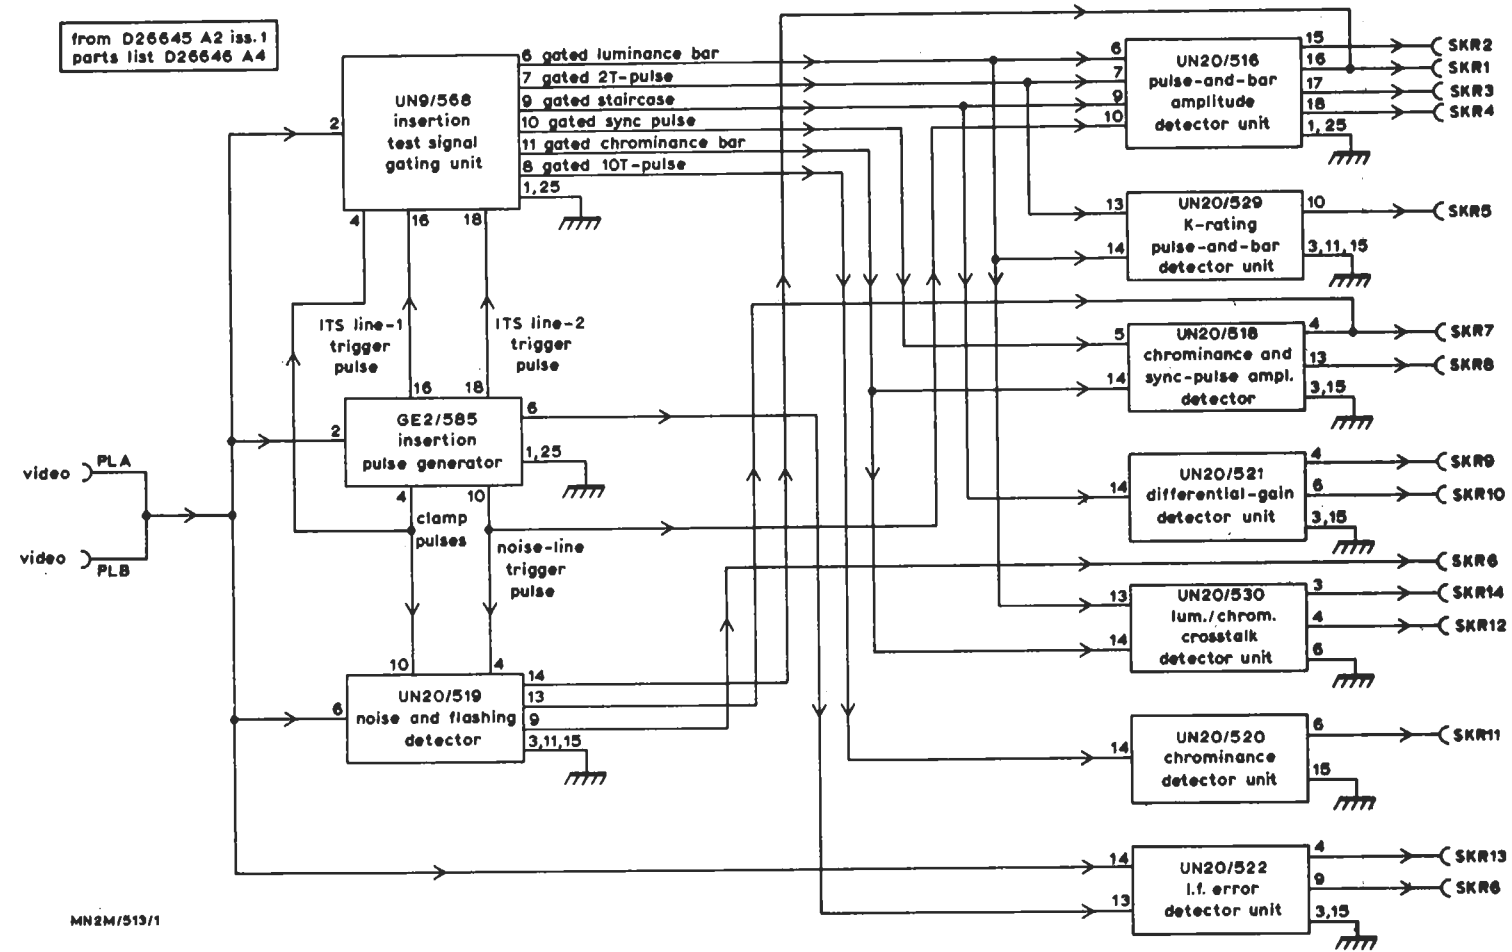 from D26645 A2 iss.1
parts list D26646 A4
UN9/568
insertion
test signal
gating unit
2
4
16
18
6 gated luminance bar
7 gated 2T-pulse
9 gated staircase
10 gated sync pulse
11 gated chrominance bar
8 gated 10T-pulse
1,25
ITS line-1
trigger
pulse
ITS line-2
trigger
pulse
16
18
GE2/585
insertion
pulse generator
2
6
1,25
4
10
clamp
pulses
noise-line
trigger
pulse
video
PLA
video
PLB
10
4
UN20/519
noise and flashing
detector
6
14
13
9
3,11,15
6
7
9
10
UN20/516
pulse-and-bar
amplitude
detector unit
15
16
17
18
1,25
SKR2
SKR1
SKR3
SKR4
13
14
UN20/529
K-rating
pulse-and-bar
detector unit
10
3,11,15
SKR5
5
14
UN20/518
chrominance and
sync-pulse ampl.
detector
4
13
3,15
SKR7
SKR8
14
UN20/521
differential-gain
detector unit
4
6
3,15
SKR9
SKR10
SKR6
13
14
UN20/530
lum./chrom.
crosstalk
detector unit
3
4
6
SKR14
SKR12
14
UN20/520
chrominance
detector unit
6
15
SKR11
14
13
UN20/522
l.f. error
detector unit
4
9
3,15
SKR13
SKR6
MN2M/513/1